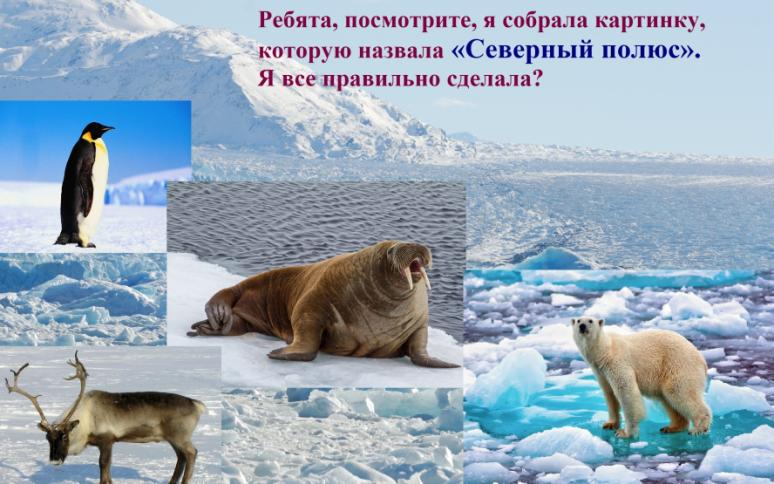 Ребята, посмотрите, я собрала картинку,
которую назвала «Северный полюс».
Я все правильно сделала?